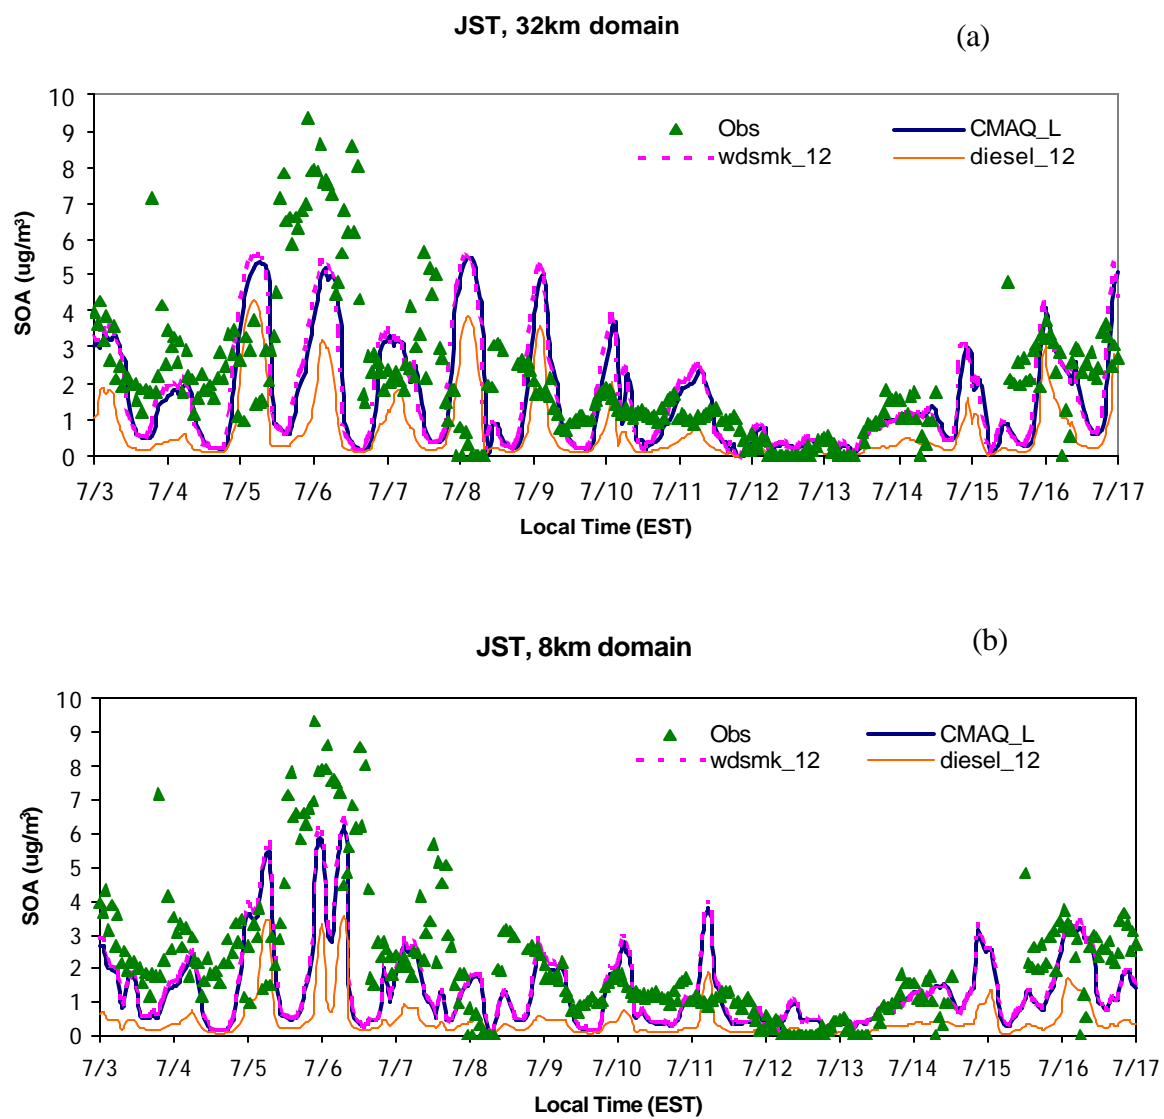 JST, 32km domain
(a)
10
9
8
7
6
5
4
3
2
1
0
SOA (ug/m³)
Obs
CMAQ_L
wdsmk_12
diesel_12
7/3 7/4 7/5 7/6 7/7 7/8 7/9 7/10 7/11 7/12 7/13 7/14 7/15 7/16 7/17
Local Time (EST)
JST, 8km domain
(b)
10
9
8
7
6
5
4
3
2
1
0
SOA (ug/m³)
Obs
CMAQ_L
wdsmk_12
diesel_12
7/3 7/4 7/5 7/6 7/7 7/8 7/9 7/10 7/11 7/12 7/13 7/14 7/15 7/16 7/17
Local Time (EST)